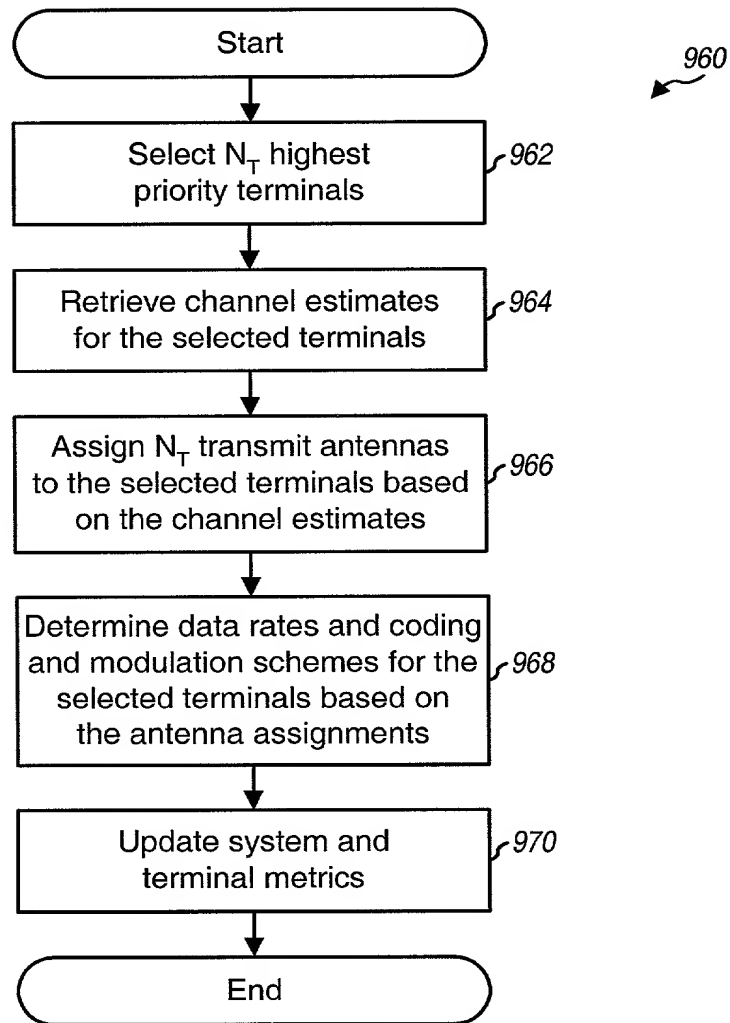 Start
960
Select N_T highest
priority terminals
962
Retrieve channel estimates
for the selected terminals
964
Assign N_T transmit antennas
to the selected terminals based
on the channel estimates
966
Determine data rates and coding
and modulation schemes for the
selected terminals based on
the antenna assignments
968
Update system and
terminal metrics
970
End